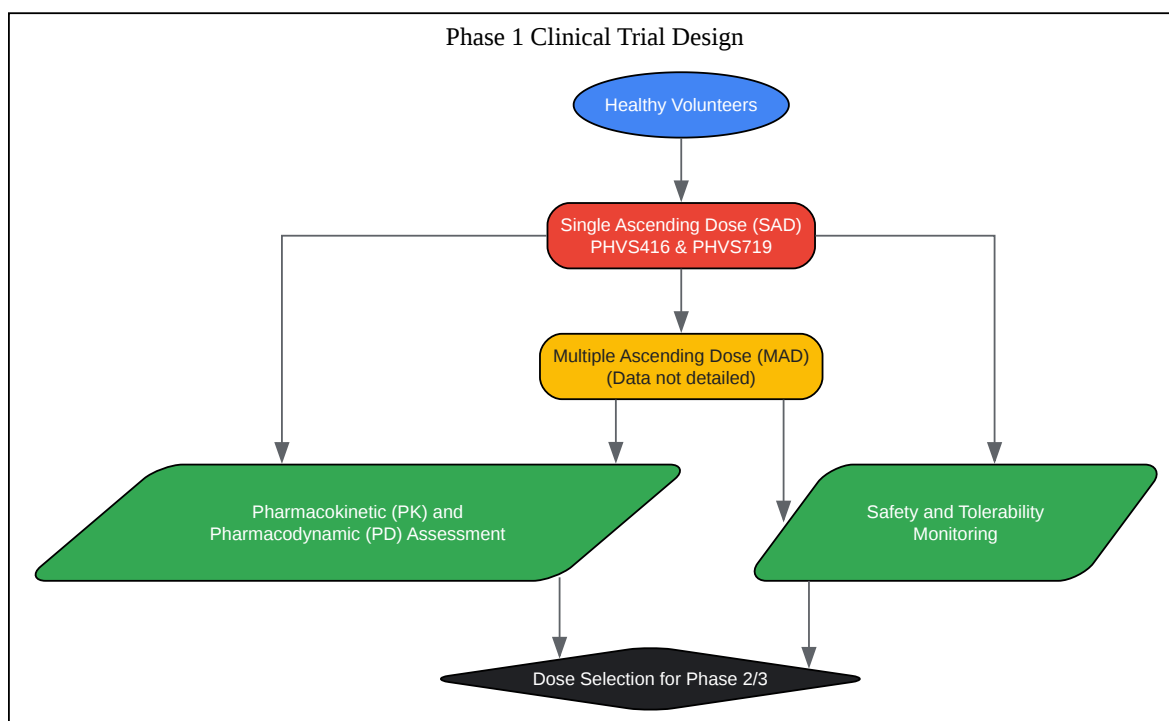 Phase 1 Clinical Trial Design
Healthy Volunteers
Single Ascending Dose (SAD)
PHVS416 & PHVS719
Multiple Ascending Dose (MAD)
(Data not detailed)
Pharmacokinetic (PK) and
Pharmacodynamic (PD) Assessment
Safety and Tolerability
Monitoring
Dose Selection for Phase 2/3